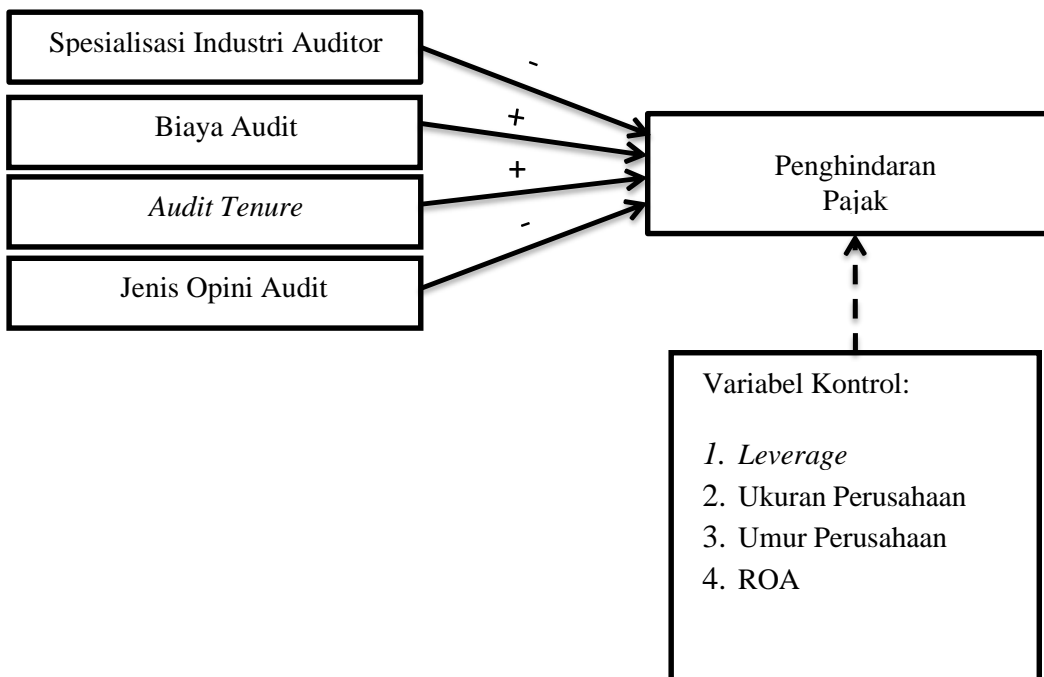 Spesialisasi Industri Auditor
-
Biaya Audit
+
Audit Tenure
+
Jenis Opini Audit
-
Penghindaran
Pajak
Variabel Kontrol:
1. Leverage
2. Ukuran Perusahaan
3. Umur Perusahaan
4. ROA